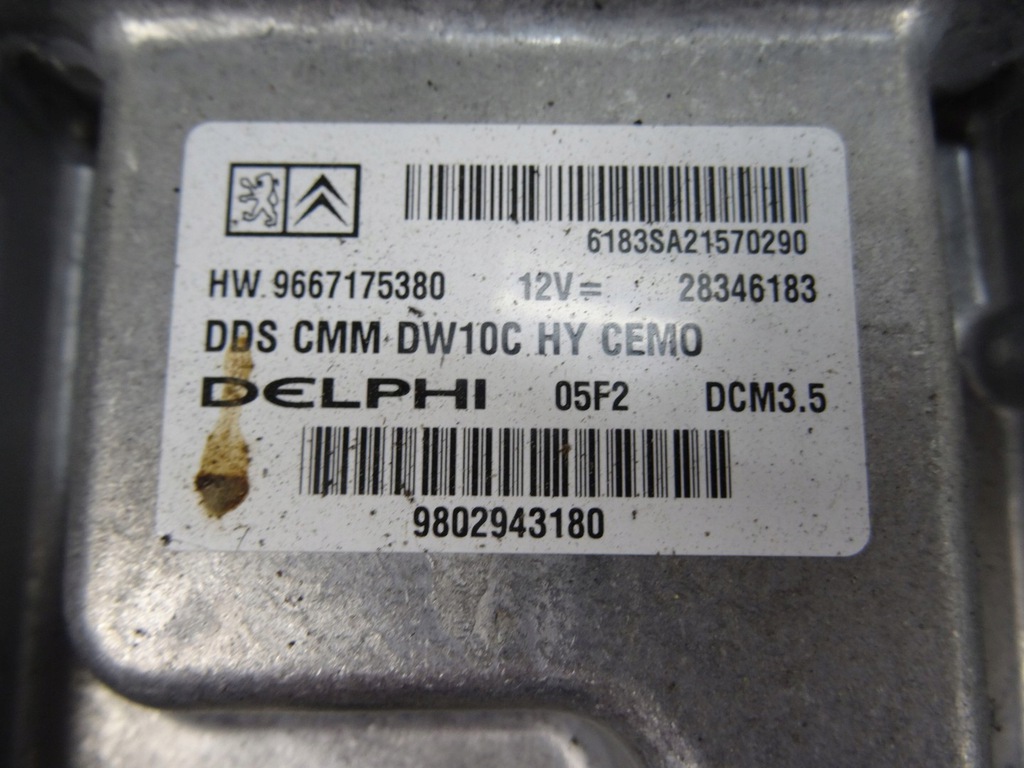 6183SA21570290
HW 9667175380 12V= 28346183
DDS CMM DW10C HY CEMO
DELPHI 05F2 DCM3.5
9802943180